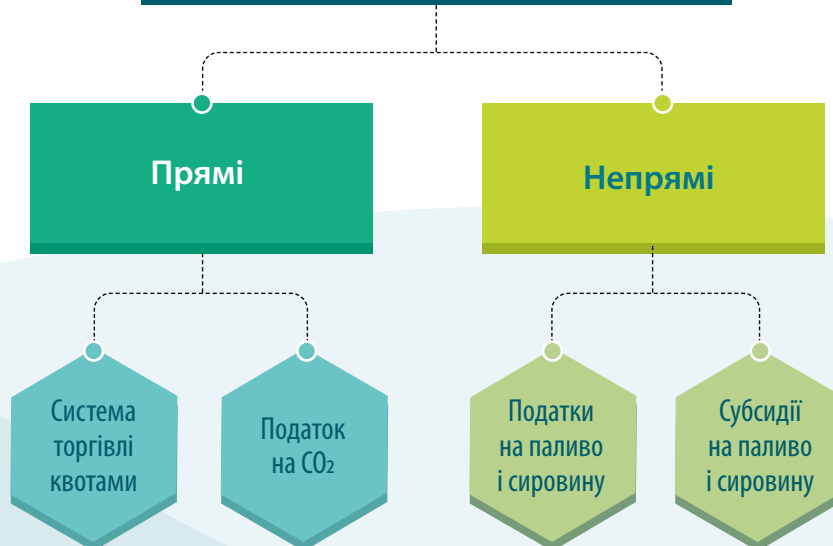 Прямі
Непрямі
Система
торгівлі
квотами
Податок
на CO₂
Податки
на паливо
і сировину
Субсидії
на паливо
і сировину